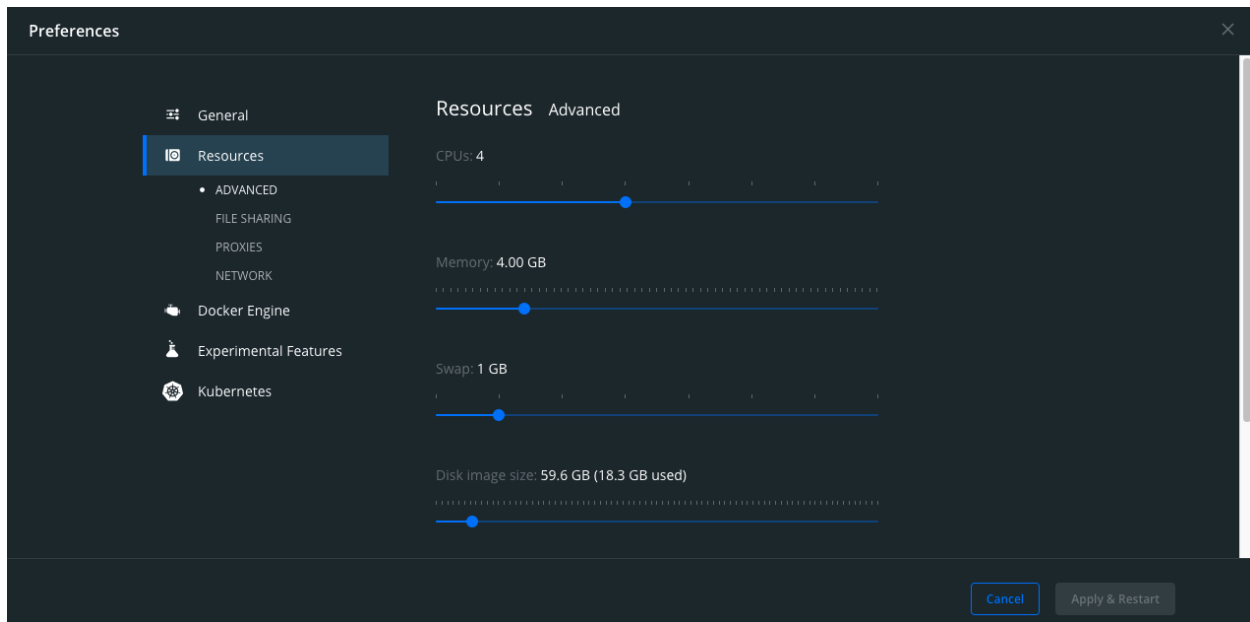 Preferences
General
Resources
ADVANCED
FILE SHARING
PROXIES
NETWORK
Docker Engine
Experimental Features
Kubernetes
Resources Advanced
CPUs: 4
Memory: 4.00 GB
Swap: 1 GB
Disk image size: 59.6 GB (18.3 GB used)
Cancel
Apply & Restart